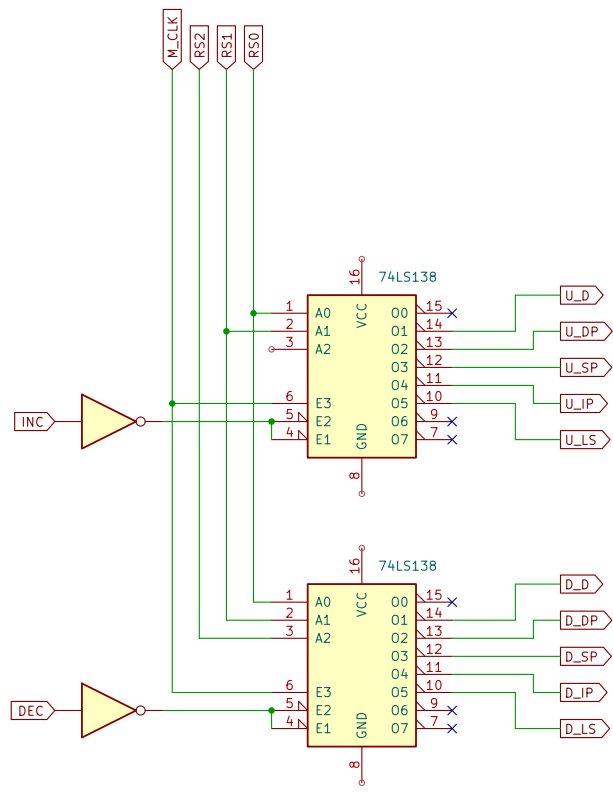 M_CLK
RS2
RS1
RS0
74LS138
16
VCC
1 A0 O0 15
2 A1 O1 14
3 A2 O2 13
O3 12
O4 11
6 E3 O5 10
5 E2 O6 9
4 E1 O7 7
GND
8
U_D
U_DP
U_SP
U_IP
U_LS
INC
74LS138
16
VCC
1 A0 O0 15
2 A1 O1 14
3 A2 O2 13
O3 12
O4 11
6 E3 O5 10
5 E2 O6 9
4 E1 O7 7
GND
8
D_D
D_DP
D_SP
D_IP
D_LS
DEC